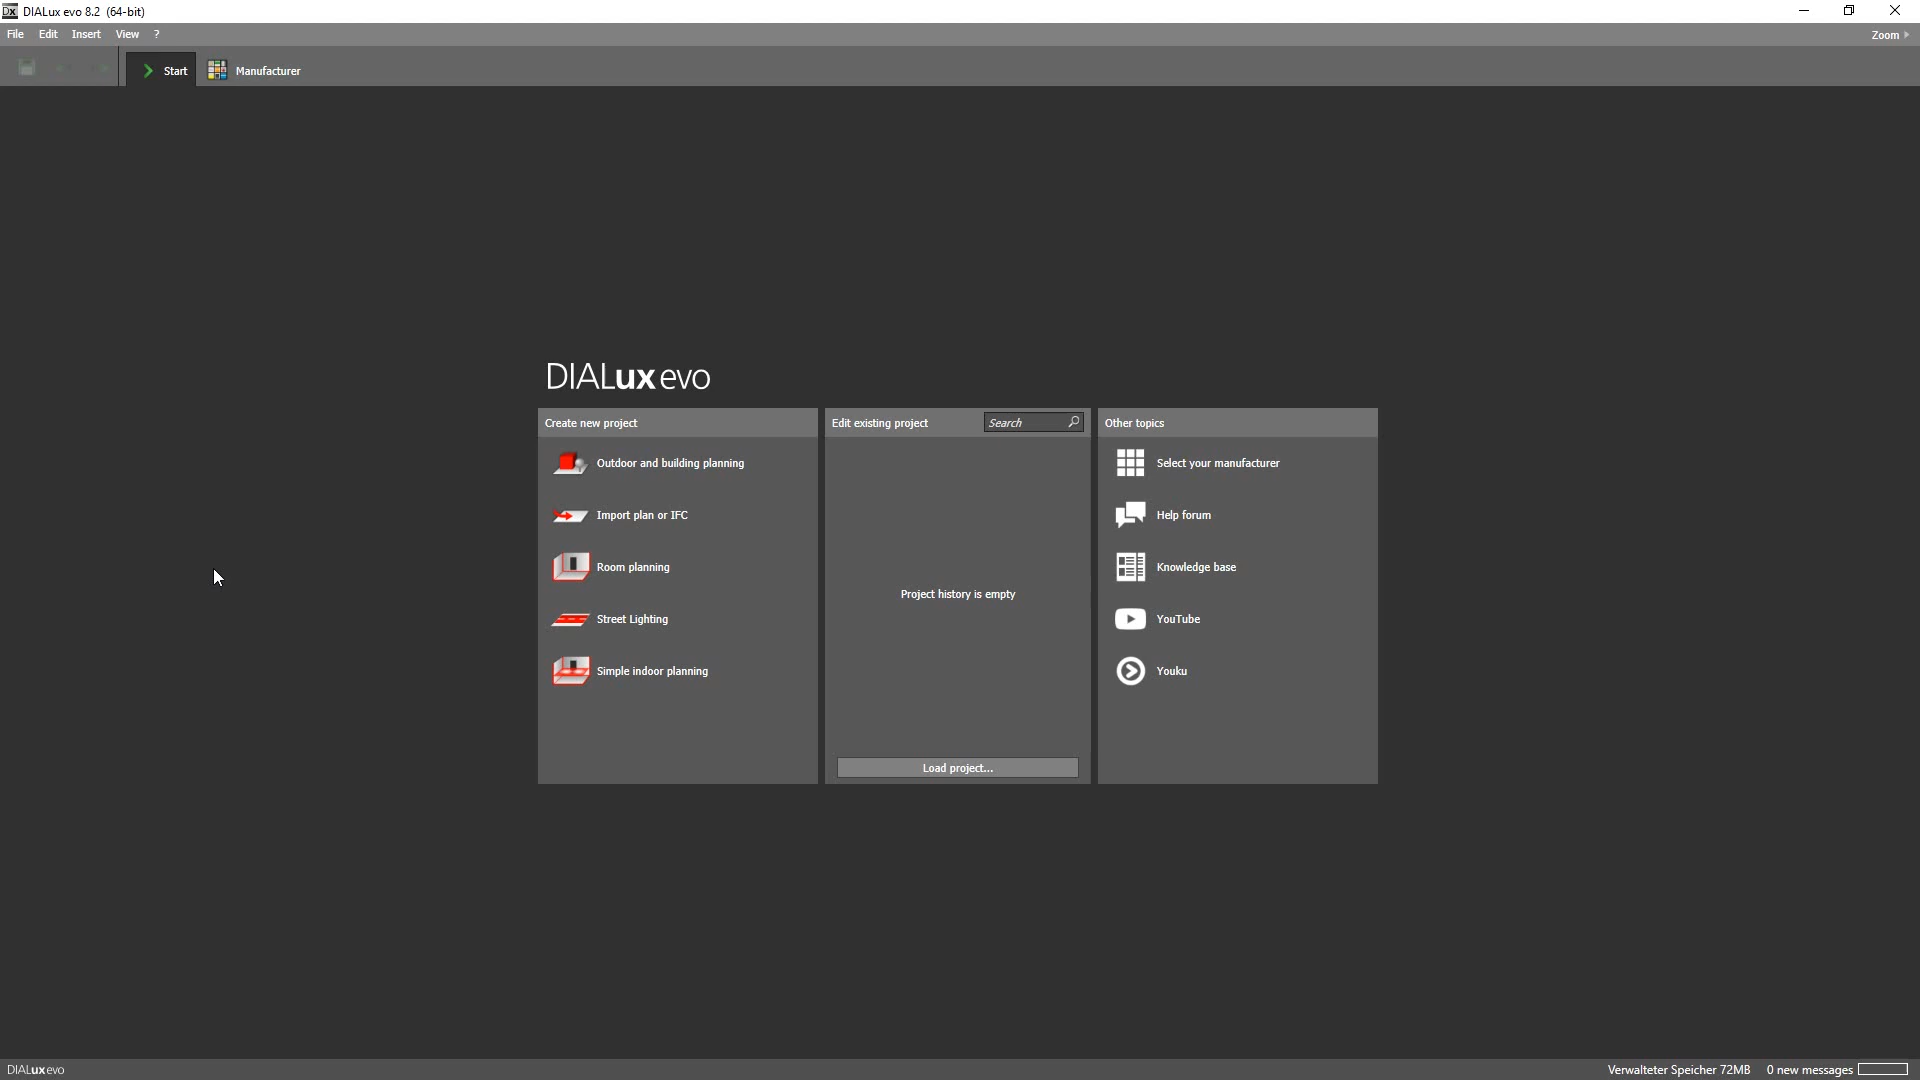 Dx DIALux evo 8.2 (64-bit)
File Edit Insert View ? Zoom
Start Manufacturer
DIALux evo
Create new project
Outdoor and building planning
Import plan or IFC
Room planning
Street Lighting
Simple indoor planning
Edit existing project Search
Project history is empty
Load project...
Other topics
Select your manufacturer
Help forum
Knowledge base
YouTube
Youku
DIALux evo Verwalteter Speicher 72MB 0 new messages